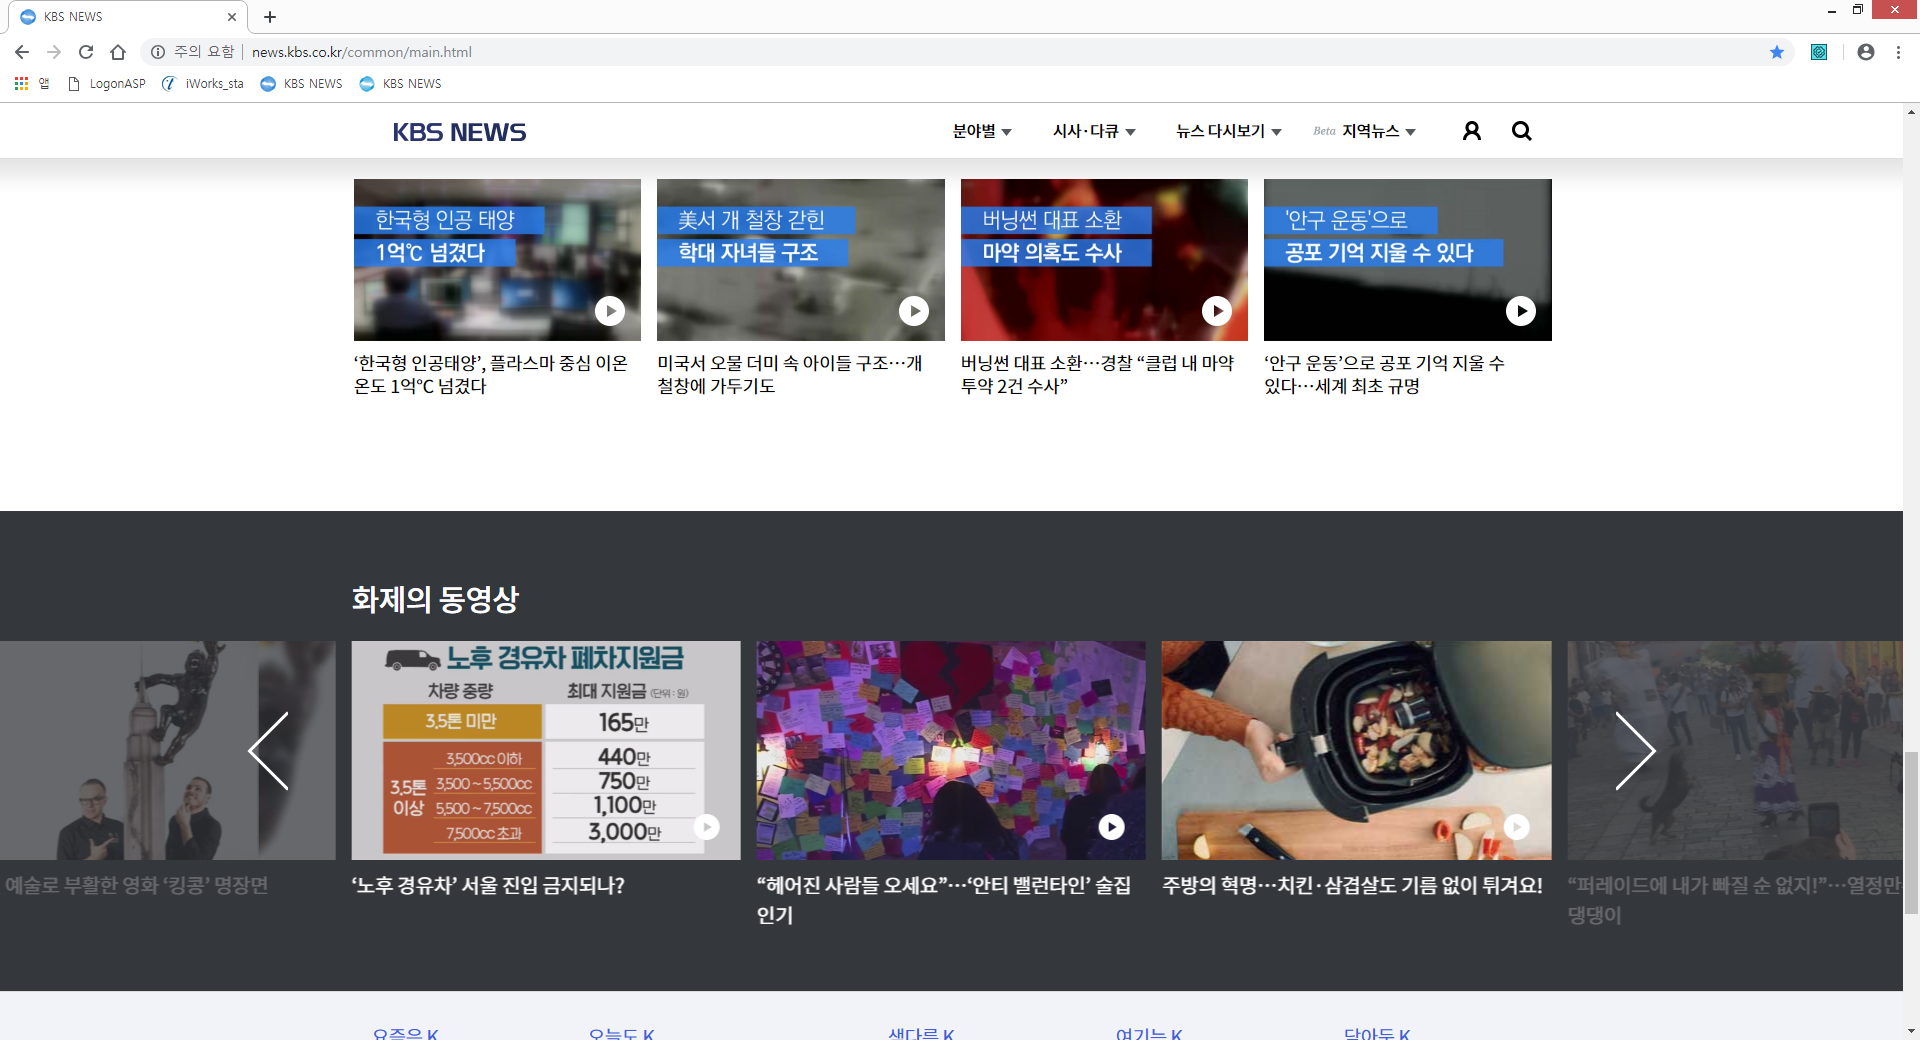 KBS NEWS
주의 요함 news.kbs.co.kr/common/main.html
앱 LogonASP iWorks_sta KBS NEWS KBS NEWS
KBS NEWS 분야별 시사·다큐 뉴스 다시보기 Beta 지역뉴스
한국형 인공 태양
1억℃ 넘겼다
美서 개 철창 갇힌
학대 자녀들 구조
버닝썬 대표 소환
마약 의혹도 수사
'안구 운동'으로
공포 기억 지울 수 있다
‘한국형 인공태양’, 플라스마 중심 이온
온도 1억℃ 넘겼다
미국서 오물 더미 속 아이들 구조…개
철창에 가두기도
버닝썬 대표 소환…경찰 “클럽 내 마약
투약 2건 수사”
‘안구 운동’으로 공포 기억 지울 수
있다…세계 최초 규명
화제의 동영상
노후 경유차 폐차지원금
차량 중량 최대 지원금 (단위 : 원)
3.5톤 미만 165만
3.5톤
이상
3,500cc 이하 440만
3,500 ~ 5,500cc 750만
5,500 ~ 7,500cc 1,100만
7,500cc 초과 3,000만
예술로 부활한 영화 ‘킹콩’ 명장면
‘노후 경유차’ 서울 진입 금지되나?
“헤어진 사람들 오세요”…‘안티 밸런타인’ 술집
인기
주방의 혁명…치킨·삼겹살도 기름 없이 튀겨요!
“퍼레이드에 내가 빠질 순 없지!”…열정만
댕댕이
요즘은 K 오늘도 K 색다른 K 여기는 K 담아둔 K